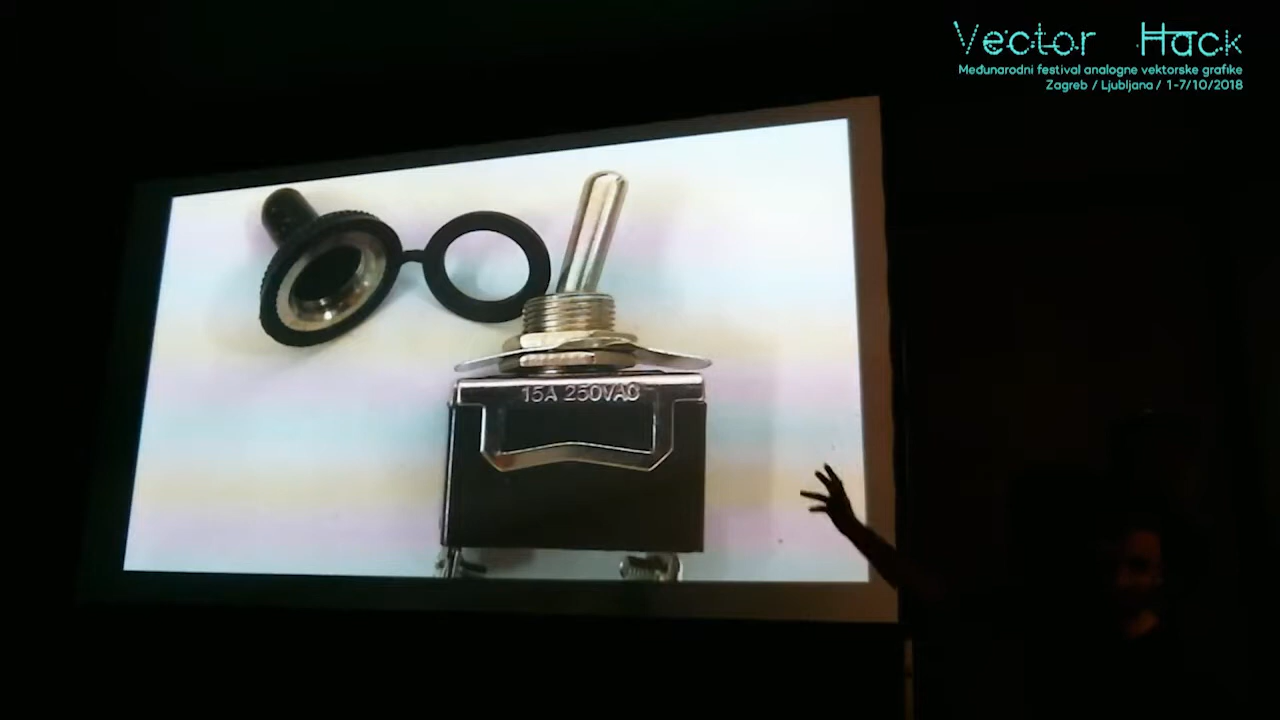 Vector Hack
Međunarodni festival analogne vektorske grafike
Zagreb / Ljubljana / 1-7/10/2018
15A 250VAC